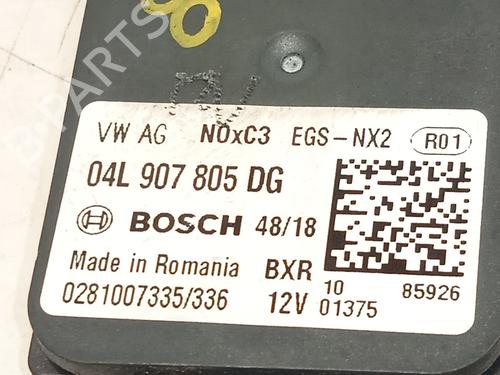 VW AG NOxC3 EGS-NX2 R01
04L 907 805 DG
BOSCH 48/18
Made in Romania BXR
0281007335/336 12V
10 85926
01375